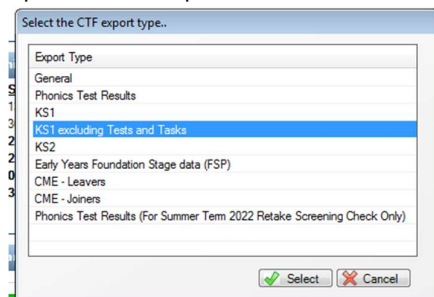 Select the CTF export type..
Export Type
General
Phonics Test Results
KS1
KS1 excluding Tests and Tasks
KS2
Early Years Foundation Stage data (FSP)
CME - Leavers
CME - Joiners
Phonics Test Results (For Summer Term 2022 Retake Screening Check Only)
Select Cancel